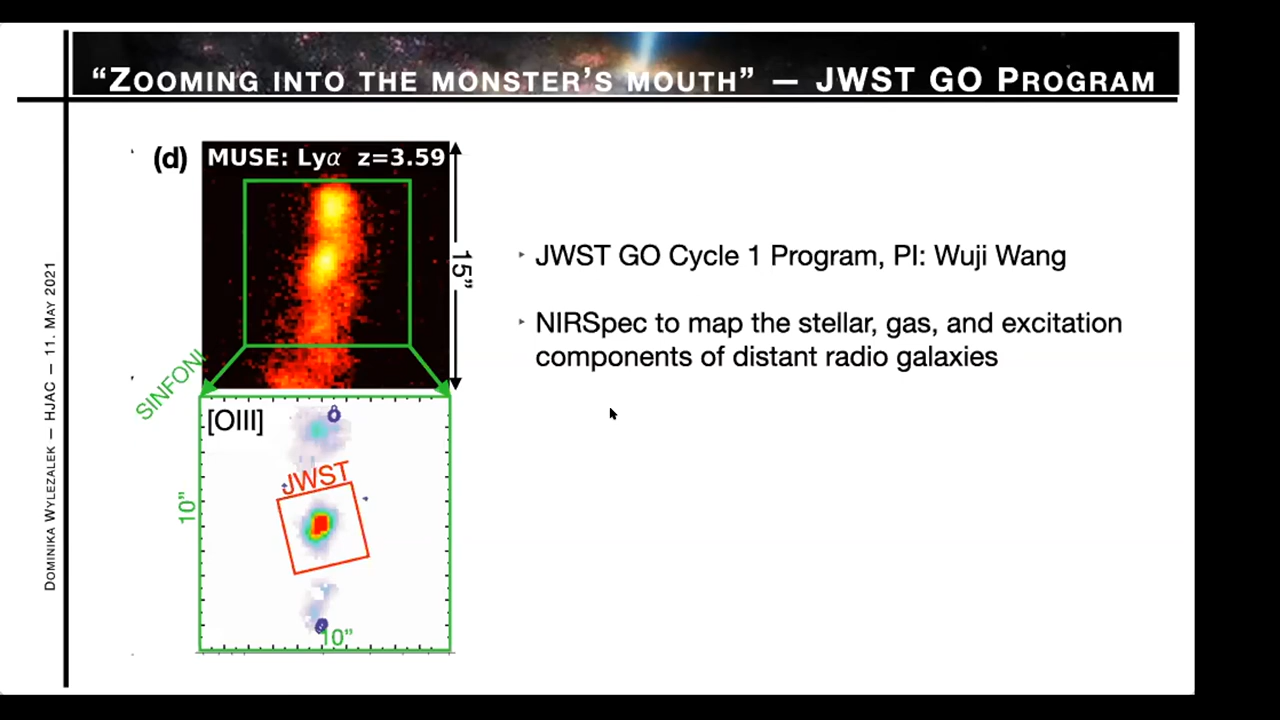 “Zooming into the monster’s mouth” — JWST GO Program
(d)
MUSE: Lyα z=3.59
15”
SINFONI
[OIII]
JWST
10”
10”
‣ JWST GO Cycle 1 Program, PI: Wuji Wang
‣ NIRSpec to map the stellar, gas, and excitation
components of distant radio galaxies
Dominika Wylezalek — HJAC — 11. May 2021